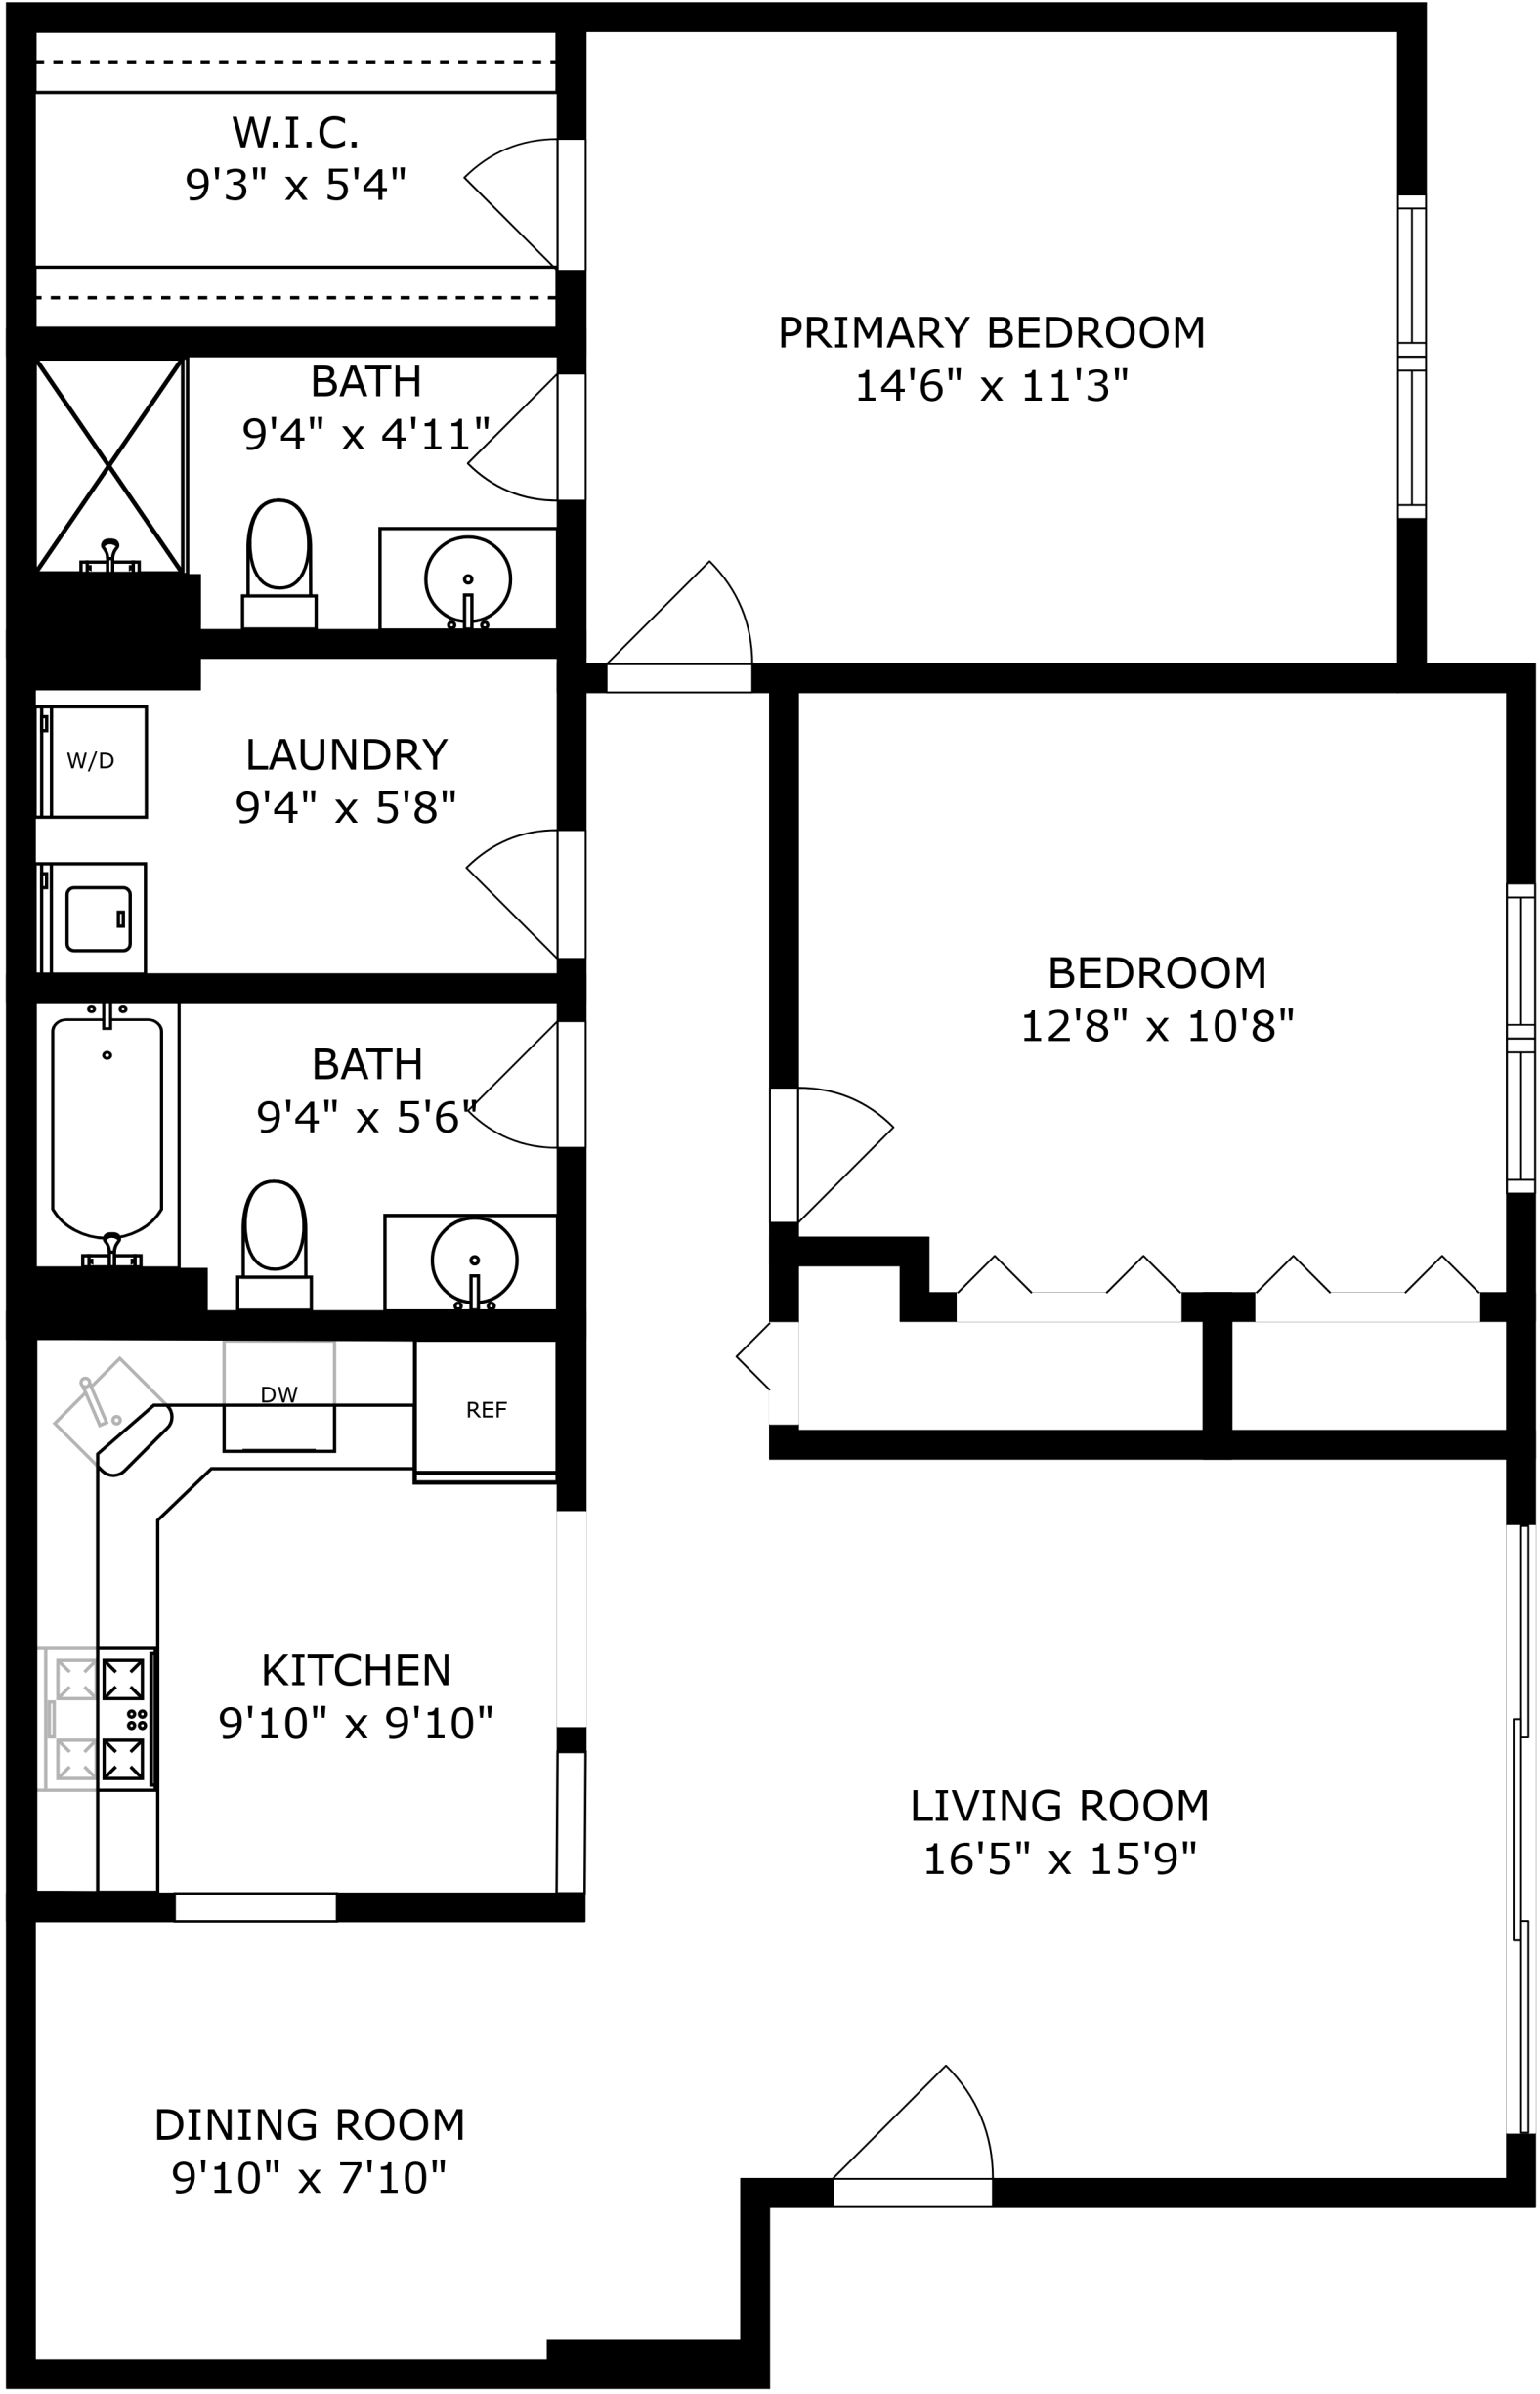 W.I.C.
9'3" x 5'4"
PRIMARY BEDROOM
14'6" x 11'3"
BATH
9'4" x 4'11"
W/D
LAUNDRY
9'4" x 5'8"
BEDROOM
12'8" x 10'8"
BATH
9'4" x 5'6"
DW
REF
KITCHEN
9'10" x 9'10"
LIVING ROOM
16'5" x 15'9"
DINING ROOM
9'10" x 7'10"